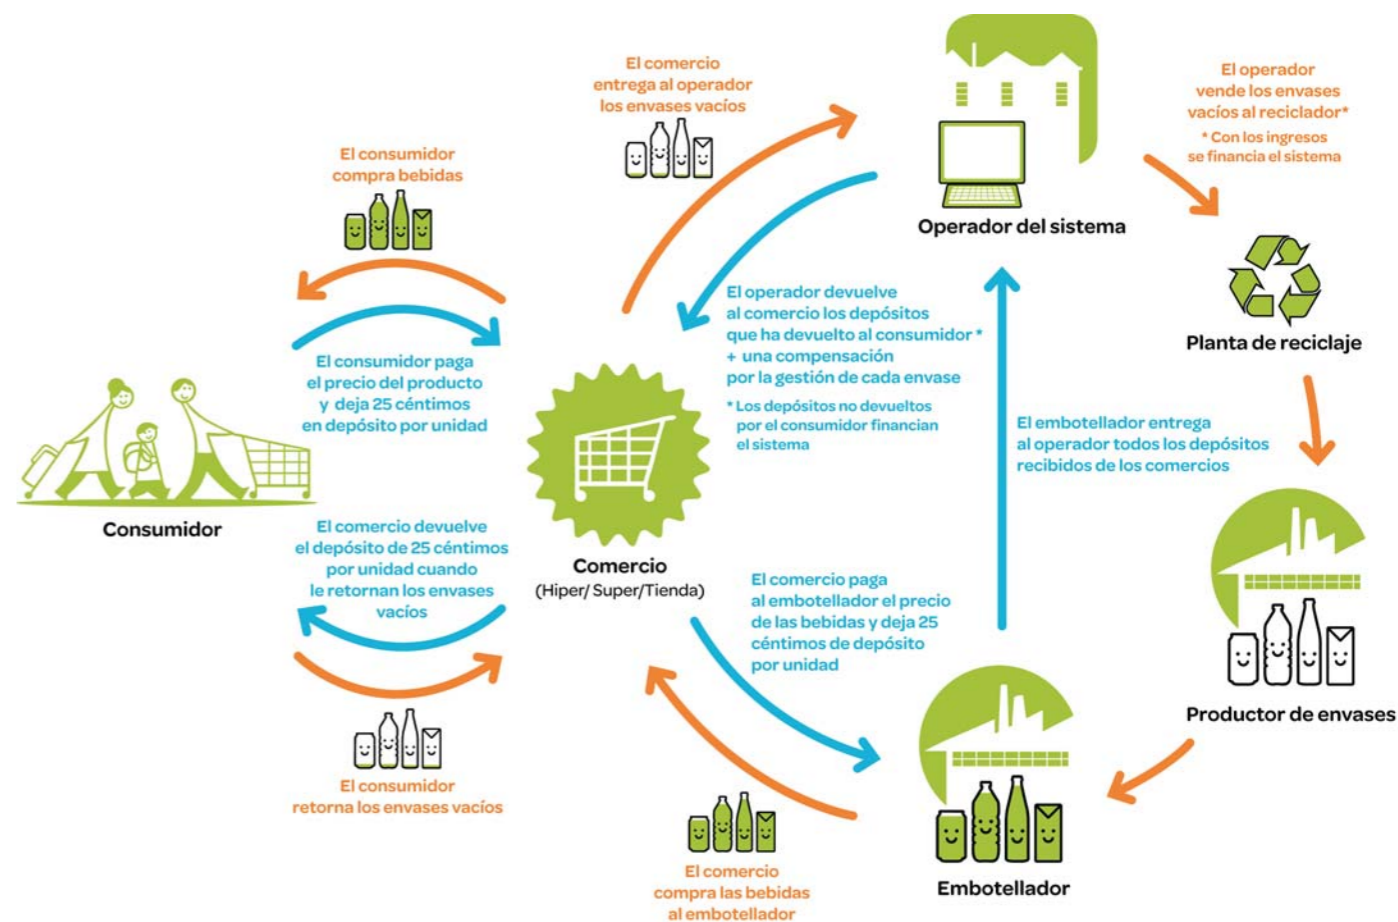 El comercio
entrega al operador
los envases vacíos
El operador
vende los envases
vacíos al reciclador*
* Con los ingresos
se financia el sistema
El consumidor
compra bebidas
Operador del sistema
El operador devuelve
al comercio los depósitos
que ha devuelto al consumidor *
+ una compensación
por la gestión de cada envase
* Los depósitos no devueltos
por el consumidor financian
el sistema
Planta de reciclaje
El consumidor paga
el precio del producto
y deja 25 céntimos
en depósito por unidad
El embotellador entrega
al operador todos los depósitos
recibidos de los comercios
Consumidor
El comercio devuelve
el depósito de 25 céntimos
por unidad cuando
le retornan los envases
vacíos
Comercio
(Hiper/ Super/Tienda)
El comercio paga
al embotellador el precio
de las bebidas y deja 25
céntimos de depósito
por unidad
Productor de envases
El consumidor
retorna los envases vacíos
El comercio
compra las bebidas
al embotellador
Embotellador